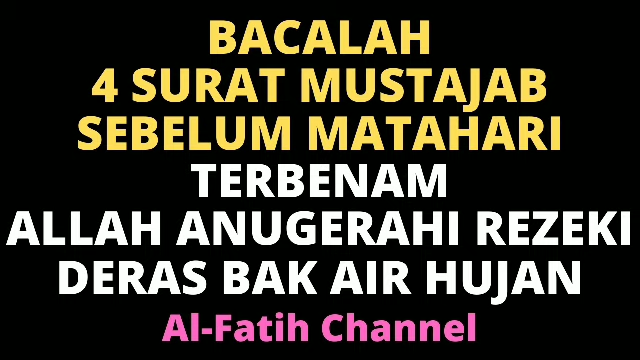 BACALAH
4 SURAT MUSTAJAB
SEBELUM MATAHARI
TERBENAM
ALLAH ANUGERAHI REZEKI
DERAS BAK AIR HUJAN
Al-Fatih Channel